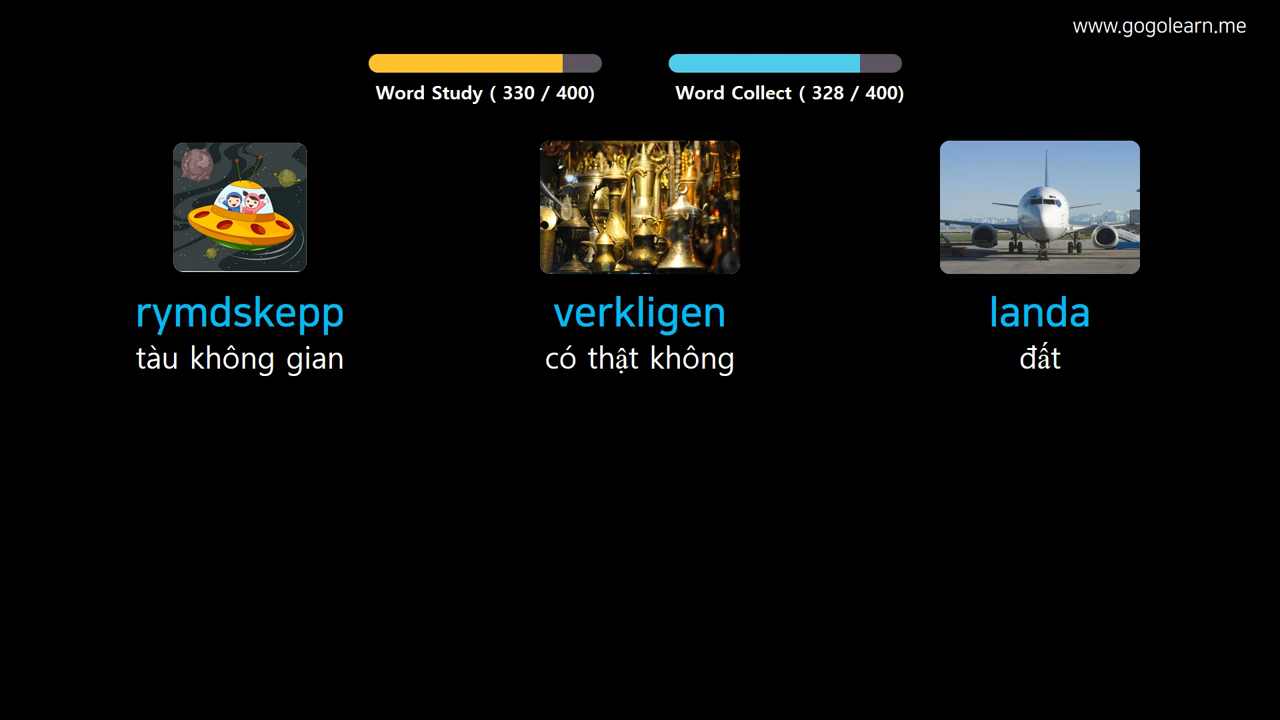 www.gogolearn.me
Word Study ( 330 / 400)
Word Collect ( 328 / 400)
rymdskepp
tàu không gian
verkligen
có thật không
landa
đất